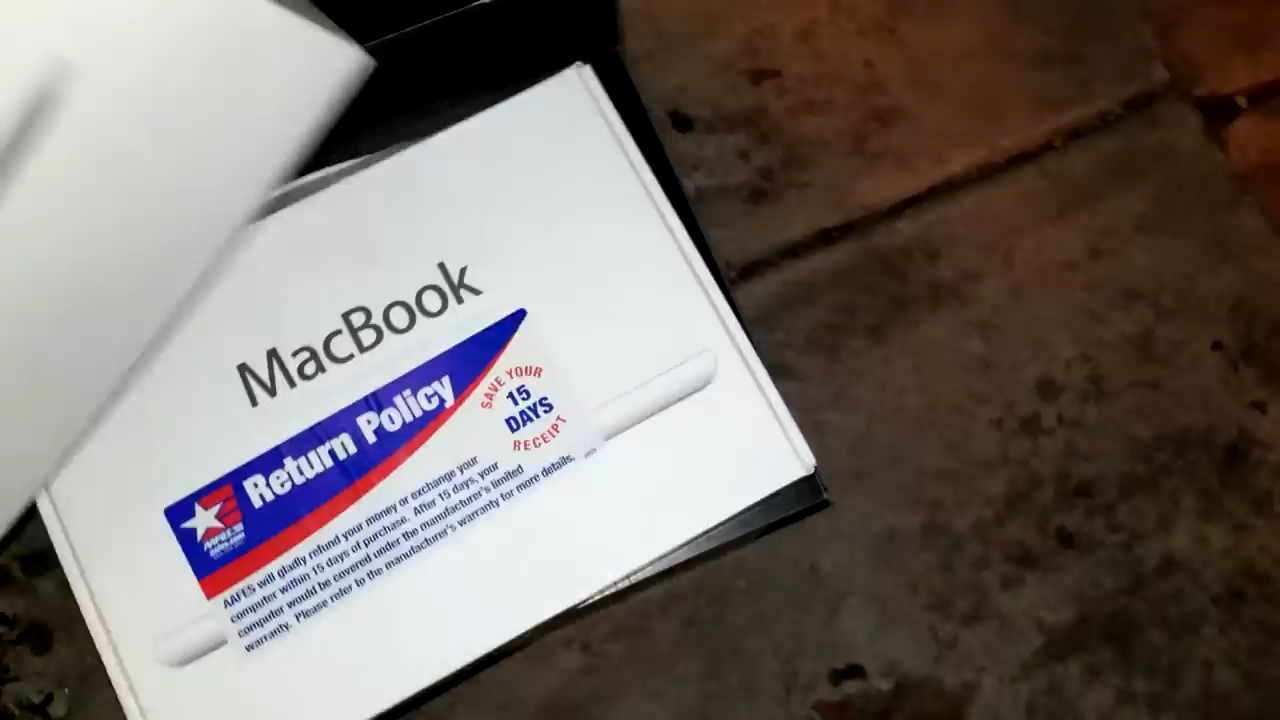 MacBook
Return Policy
SAVE YOUR
15
DAYS
RECEIPT
AAFES will gladly refund your money or exchange your
computer within 15 days of purchase. After 15 days, your
computer would be covered under the manufacturer's limited
warranty. Please refer to the manufacturer's warranty for more details.